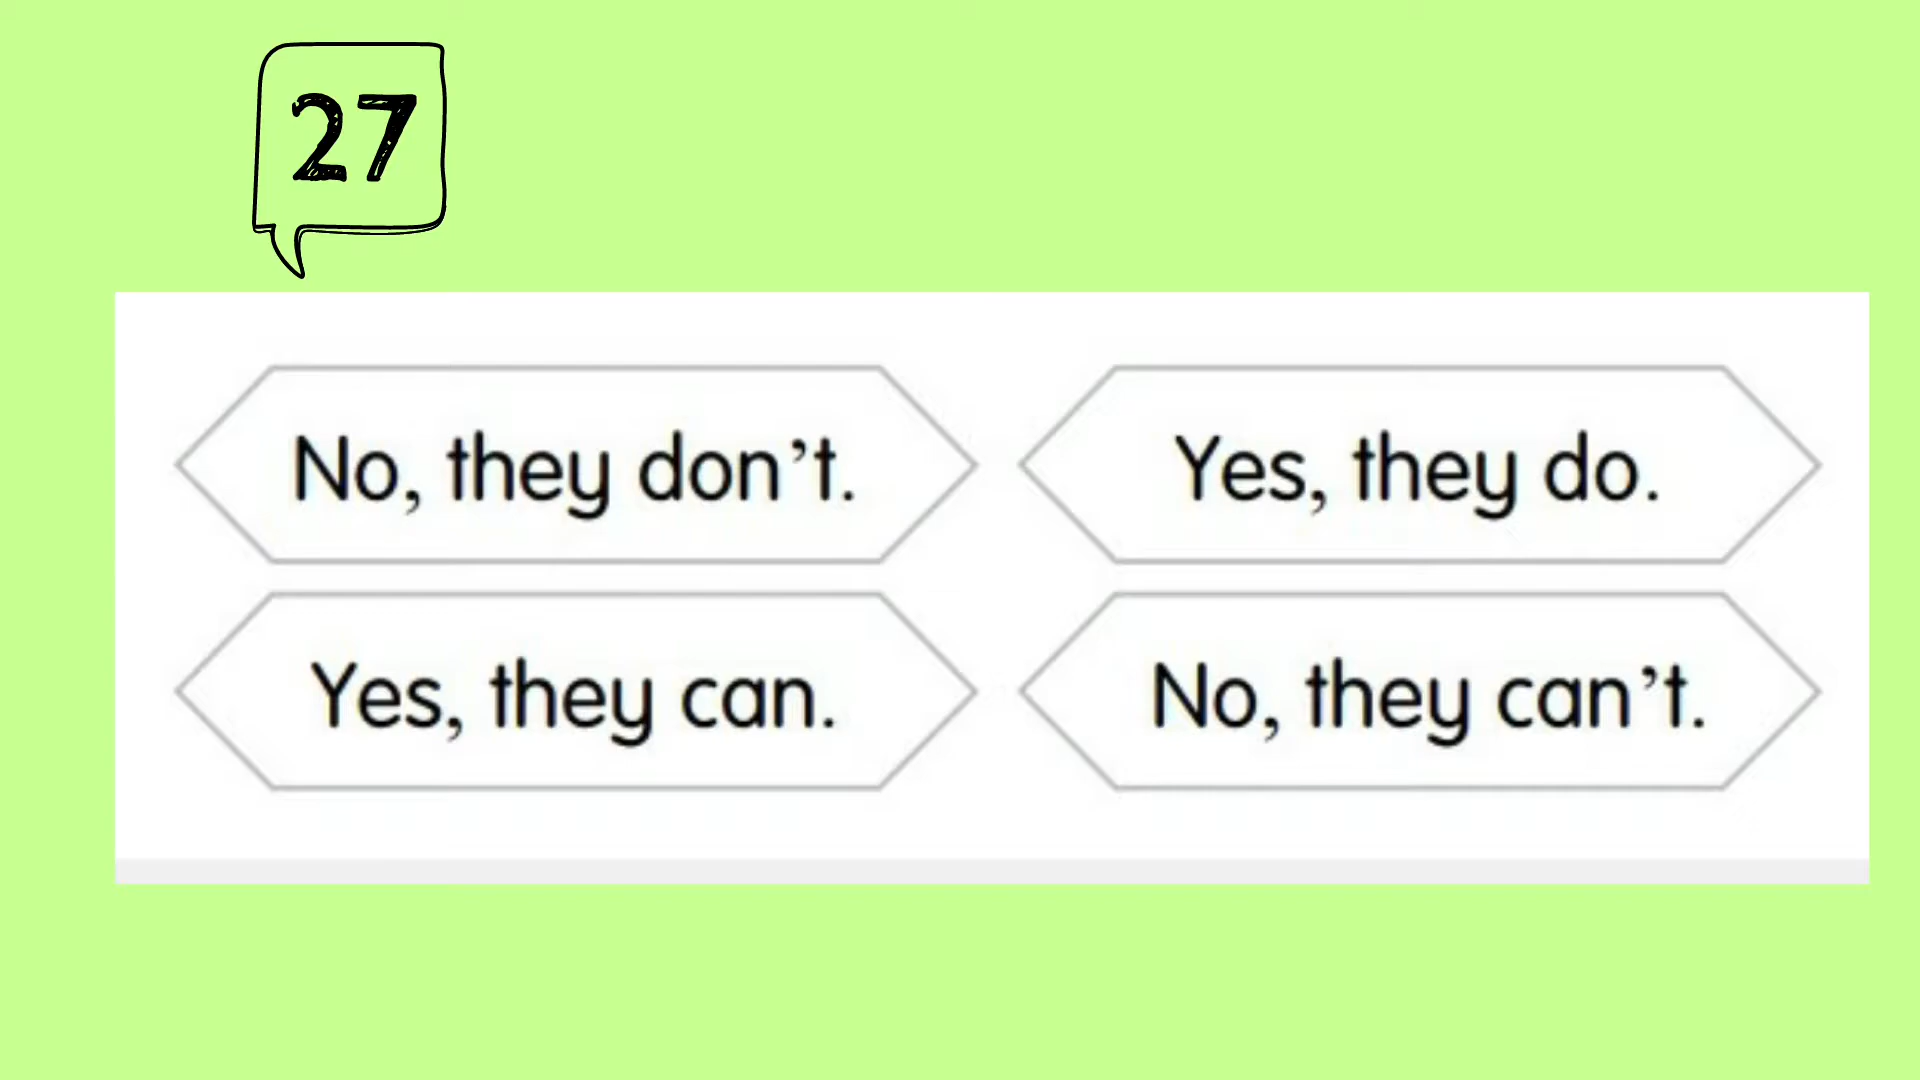 27
No, they don’t.
Yes, they do.
Yes, they can.
No, they can’t.